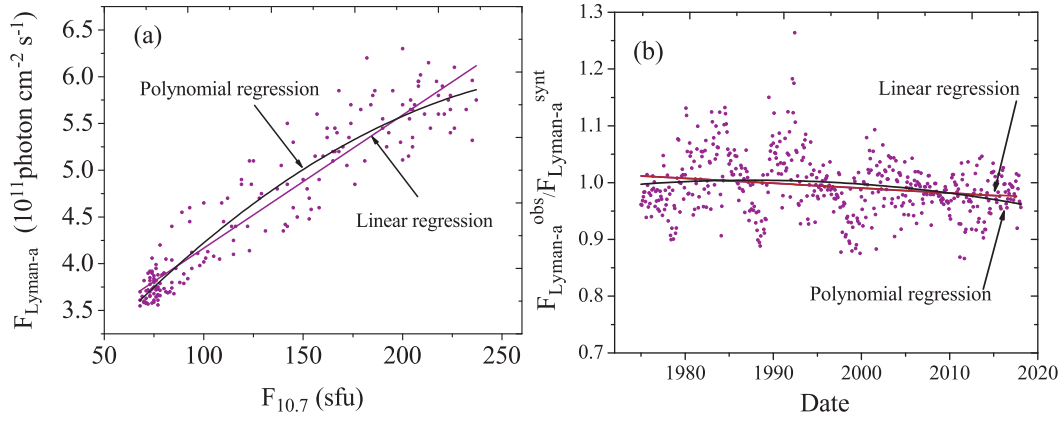 (a)
6.5
6.0
5.5
5.0
4.5
4.0
3.5
F_Lyman-a (10^11 photon cm^-2 s^-1)
Polynomial regression
Linear regression
50 100 150 200 250
F_10.7 (sfu)
(b)
1.3
1.2
1.1
1.0
0.9
0.8
0.7
F_Lyman-a^obs/F_Lyman-a^synt
Linear regression
Polynomial regression
1980 1990 2000 2010 2020
Date